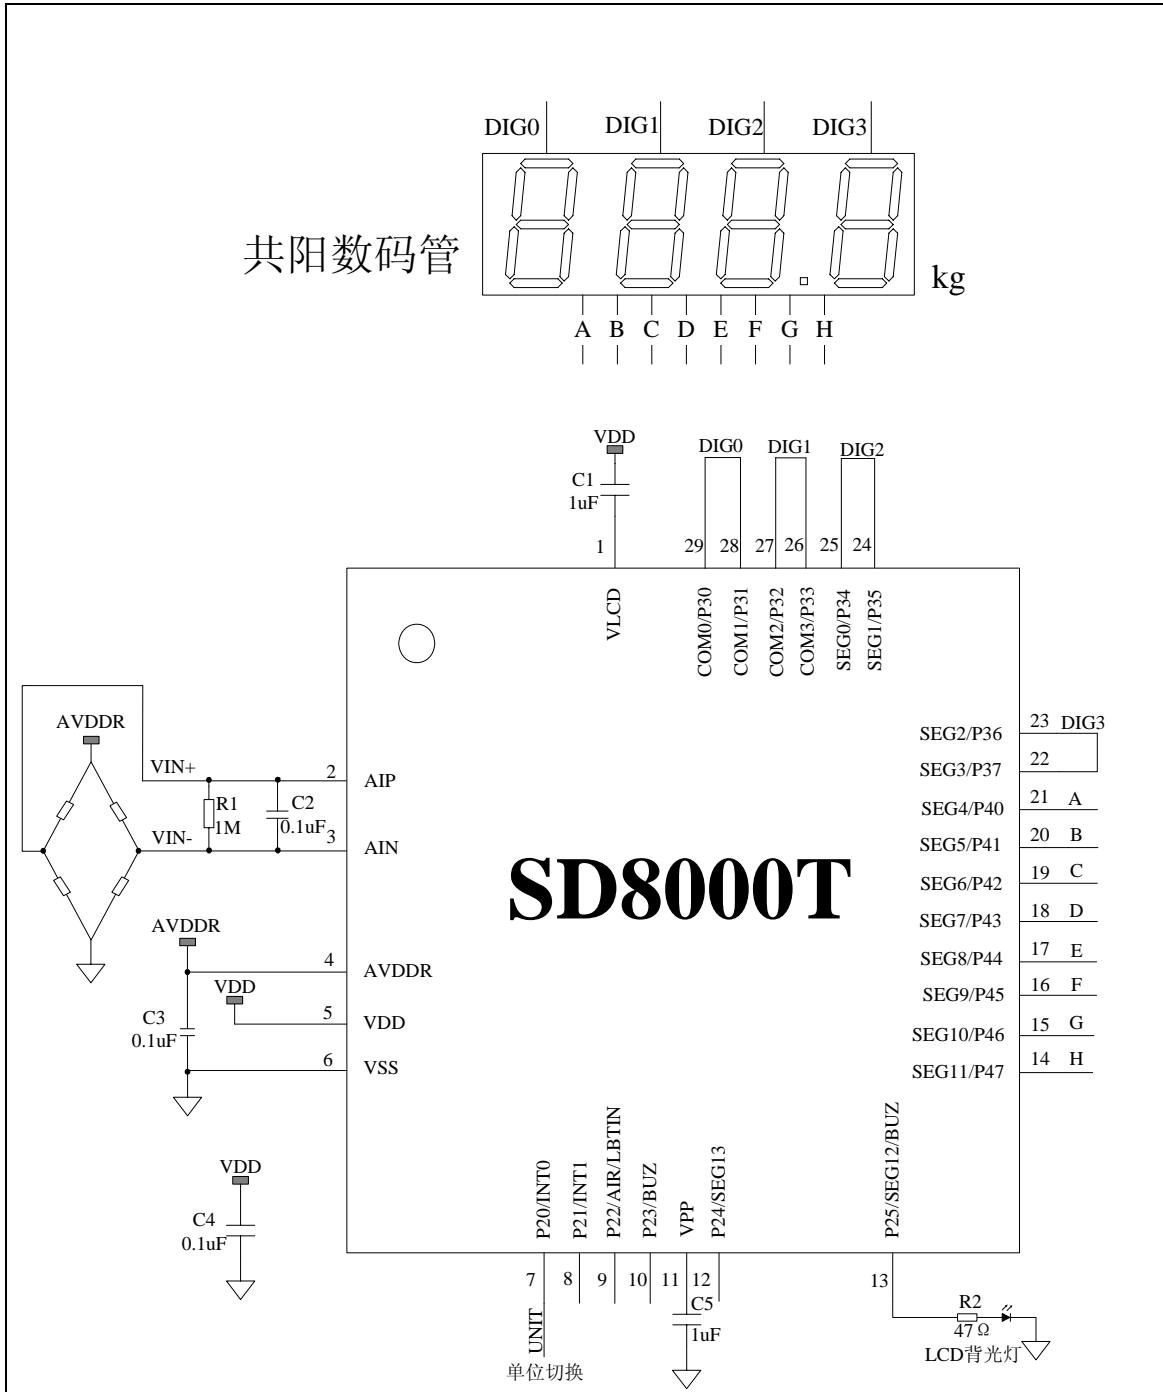 DIG0 DIG1 DIG2 DIG3
共阳数码管
kg
A B C D E F G H
VDD
C1
1uF
DIG0 DIG1 DIG2
1 29 28 27 26 25 24
VLCD COM0/P30 COM1/P31 COM2/P32 COM3/P33 SEG0/P34 SEG1/P35
AVDDR
VIN+
2 AIP
R1
1M
C2
0.1uF
VIN-
3 AIN
SD8000T
SEG2/P36 23 DIG3
SEG3/P37 22
SEG4/P40 21 A
SEG5/P41 20 B
SEG6/P42 19 C
SEG7/P43 18 D
SEG8/P44 17 E
SEG9/P45 16 F
SEG10/P46 15 G
SEG11/P47 14 H
AVDDR
4 AVDDR
VDD
5 VDD
C3
0.1uF
6 VSS
VDD
C4
0.1uF
P20/INT0 P21/INT1 P22/AIR/LBTIN P23/BUZ VPP P24/SEG13 P25/SEG12/BUZ
7 8 9 10 11 12 13
UNIT
单位切换
C5
1uF
R2
47Ω
LCD背光灯